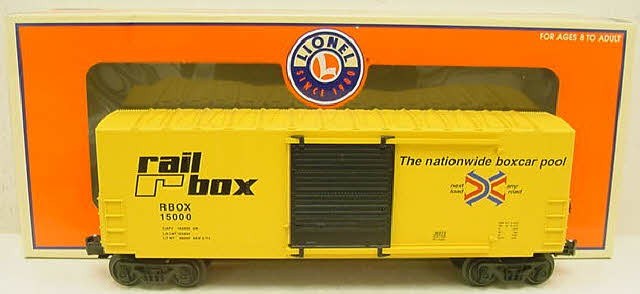 FOR AGES 8 TO ADULT
LIONEL
L
SINCE 1900
rail
box
RBOX
15000
The nationwide boxcar pool
next
load
any
road